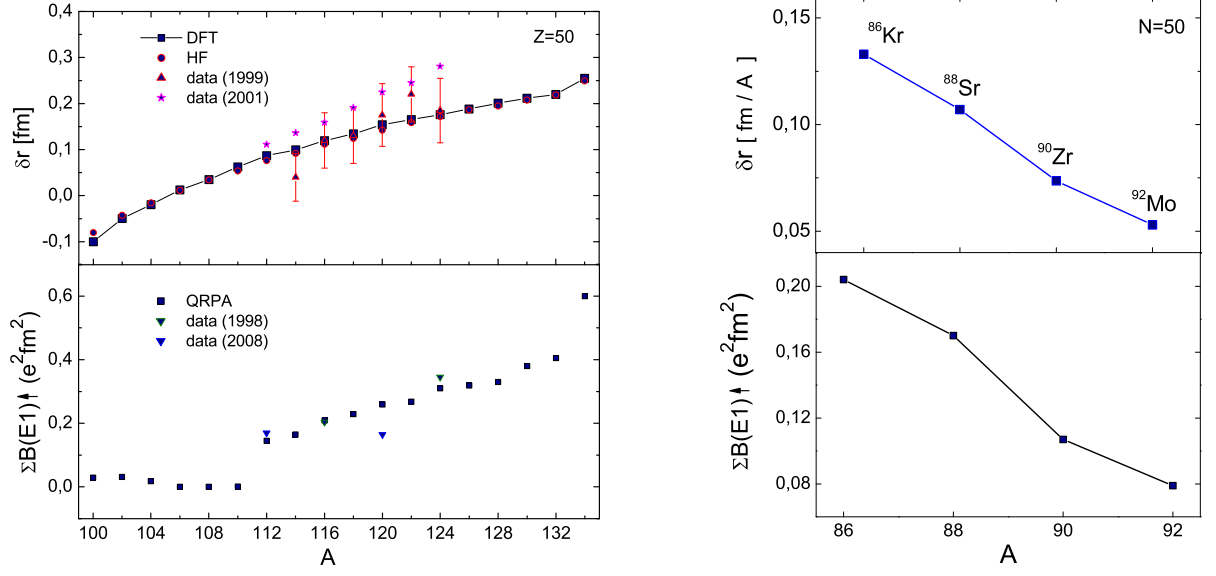 0,4
0,3
0,2
0,1
0,0
-0,1
δr [fm]
DFT
HF
data (1999)
data (2001)
Z=50
0,6
0,4
0,2
0,0
ΣB(E1)↑ (e²fm²)
QRPA
data (1998)
data (2008)
100 104 108 112 116 120 124 128 132
A
0,15
0,10
0,05
δr [ fm / A ]
N=50
⁸⁶Kr
⁸⁸Sr
⁹⁰Zr
⁹²Mo
0,20
0,16
0,12
0,08
ΣB(E1)↑ (e²fm²)
86 88 90 92
A